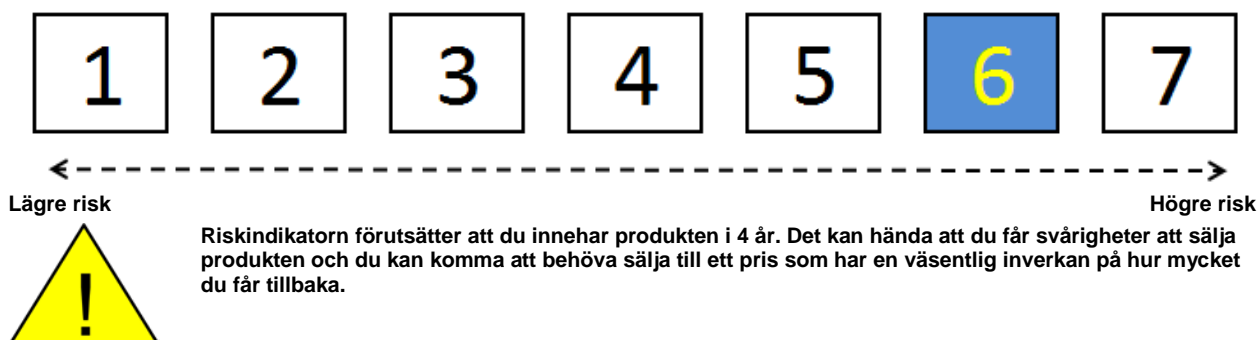 1 2 3 4 5 6 7
Lägre risk Högre risk
Riskindikatorn förutsätter att du innehar produkten i 4 år. Det kan hända att du får svårigheter att sälja
produkten och du kan komma att behöva sälja till ett pris som har en väsentlig inverkan på hur mycket
du får tillbaka.
!